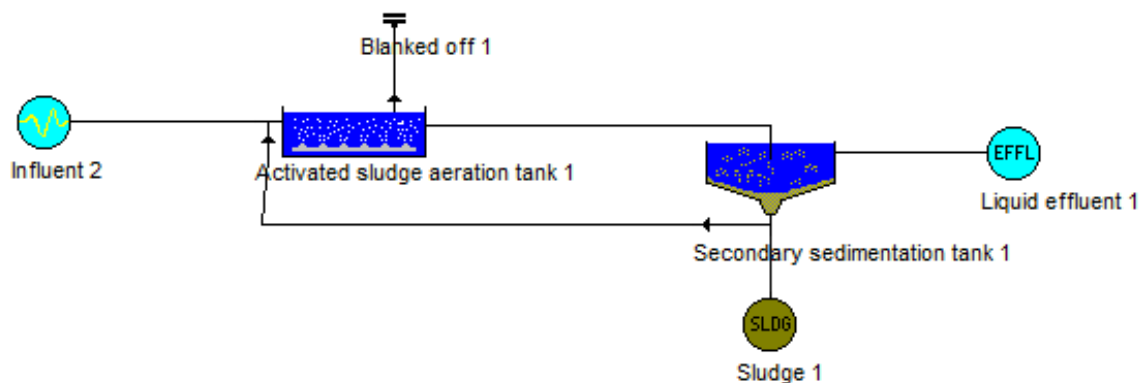 Blanked off 1
Influent 2
Activated sludge aeration tank 1
EFFL
Liquid effluent 1
Secondary sedimentation tank 1
SLDG
Sludge 1